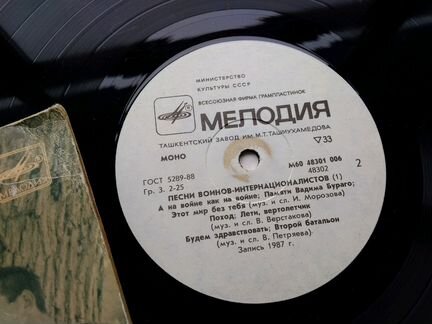 МИНИСТЕРСТВО
КУЛЬТУРЫ СССР
ВСЕСОЮЗНАЯ ФИРМА ГРАМПЛАСТИНОК
МЕЛОДИЯ
ТАШКЕНТСКИЙ ЗАВОД ИМ. М.Т. ТАШМУХАМЕДОВА
МОНО
33
2
ГОСТ 5289-88
Гр. 3. 2-25
М60 48301 006
48302
ПЕСНИ ВОИНОВ-ИНТЕРНАЦИОНАЛИСТОВ (1)
А на войне как на войне; Памяти Вадима Бураго;
Этот мир без тебя (муз. и сл. И. Морозова)
Поход; Лети, вертолетчик
(муз. и сл. В. Верстакова)
Будем здравствовать; Второй батальон
(муз. и сл. В. Петряева)
Запись 1987 г.